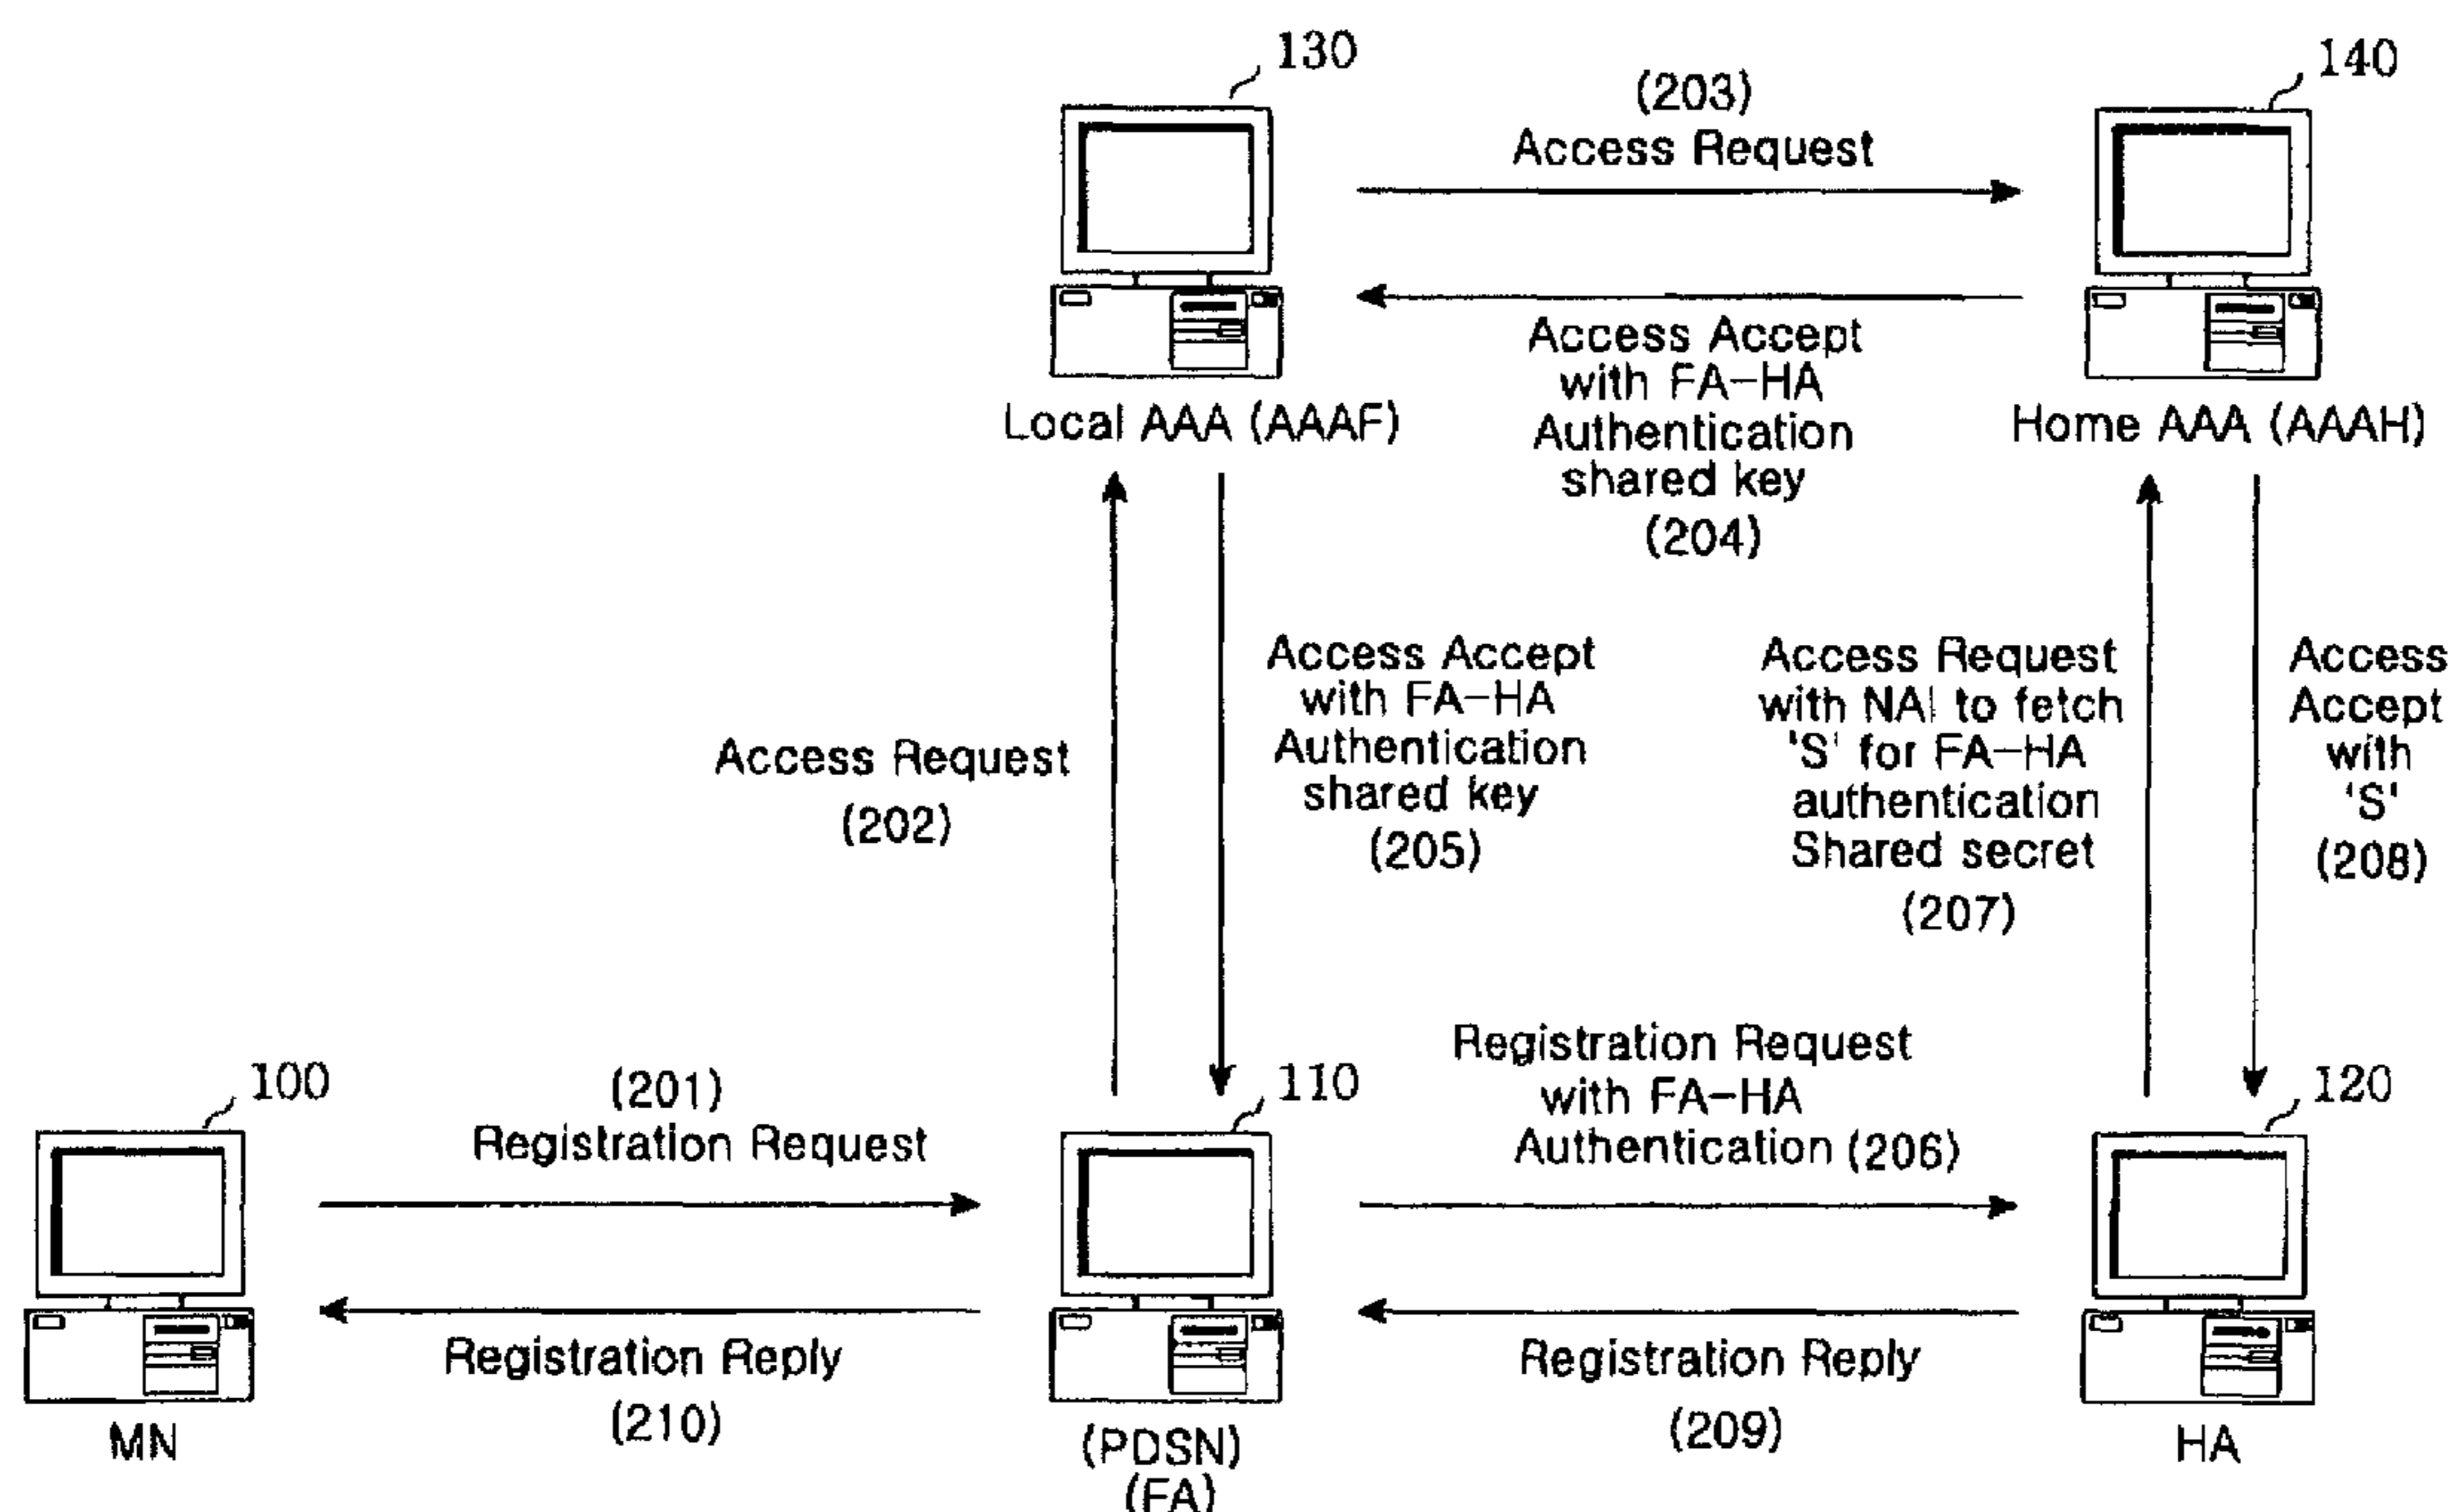 130
140
(203)
Access Request
Access Accept
with FA-HA
Authentication
shared key
(204)
Local AAA (AAAF)
Home AAA (AAAH)
Access Request
(202)
Access Accept
with FA-HA
Authentication
shared key
(205)
Access Request
with NAI to fetch
'S' for FA-HA
authentication
Shared secret
(207)
Access
Accept
with
'S'
(208)
100
(201)
Registration Request
110
Registration Request
with FA-HA
Authentication (206)
120
Registration Reply
(210)
Registration Reply
(209)
MN
(PDSN)
(FA)
HA